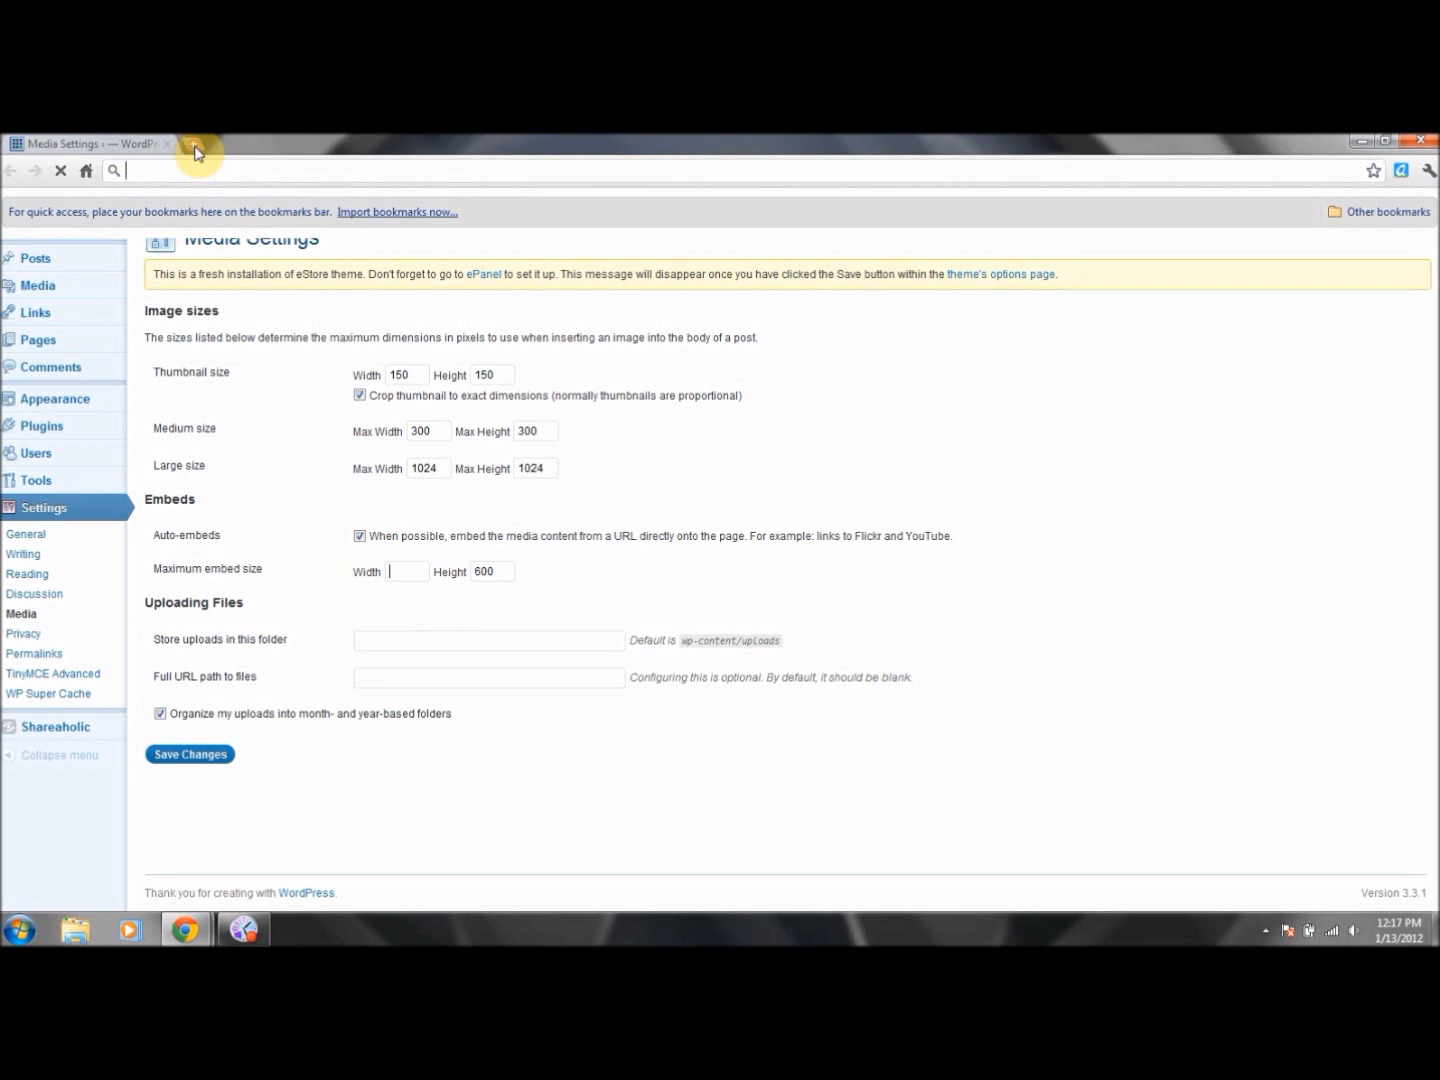 Media Settings ‹ — WordPr
For quick access, place your bookmarks here on the bookmarks bar. Import bookmarks now...
Other bookmarks
Media Settings
Posts
Media
Links
Pages
Comments
Appearance
Plugins
Users
Tools
Settings
General
Writing
Reading
Discussion
Media
Privacy
Permalinks
TinyMCE Advanced
WP Super Cache
Shareaholic
Collapse menu
This is a fresh installation of eStore theme. Don't forget to go to ePanel to set it up. This message will disappear once you have clicked the Save button within the theme's options page.
Image sizes
The sizes listed below determine the maximum dimensions in pixels to use when inserting an image into the body of a post.
Thumbnail size Width 150 Height 150
Crop thumbnail to exact dimensions (normally thumbnails are proportional)
Medium size Max Width 300 Max Height 300
Large size Max Width 1024 Max Height 1024
Embeds
Auto-embeds When possible, embed the media content from a URL directly onto the page. For example: links to Flickr and YouTube.
Maximum embed size Width Height 600
Uploading Files
Store uploads in this folder Default is wp-content/uploads
Full URL path to files Configuring this is optional. By default, it should be blank.
Organize my uploads into month- and year-based folders
Save Changes
Thank you for creating with WordPress.
Version 3.3.1
12:17 PM
1/13/2012